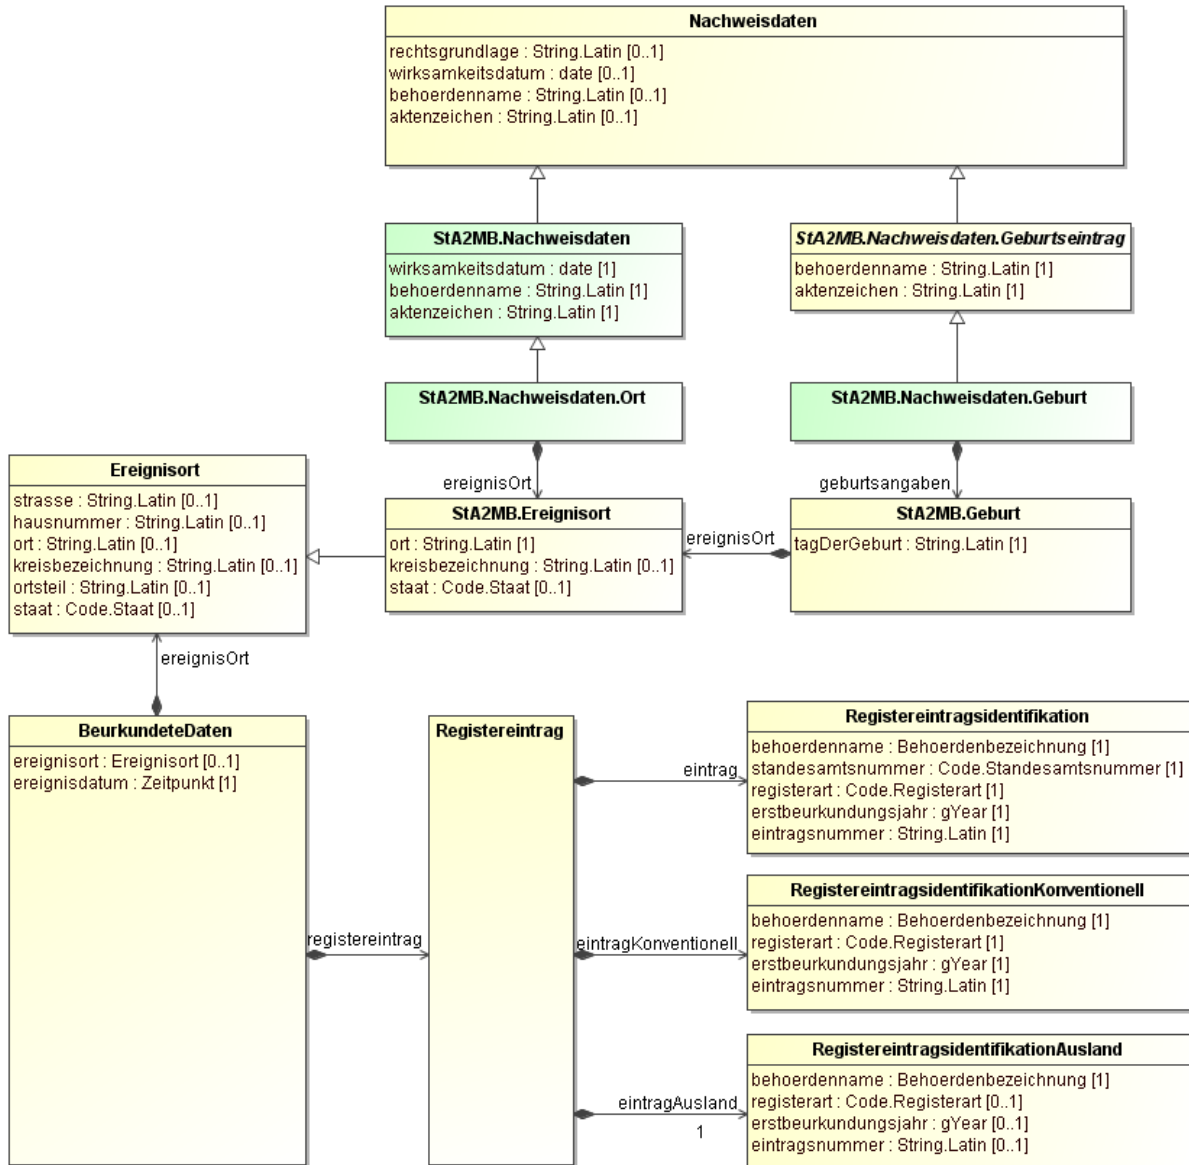 Nachweisdaten
rechtsgrundlage : String.Latin [0..1]
wirksamkeitsdatum : date [0..1]
behoerdenname : String.Latin [0..1]
aktenzeichen : String.Latin [0..1]
StA2MB.Nachweisdaten
wirksamkeitsdatum : date [1]
behoerdenname : String.Latin [1]
aktenzeichen : String.Latin [1]
StA2MB.Nachweisdaten.Geburtseintrag
behoerdenname : String.Latin [1]
aktenzeichen : String.Latin [1]
StA2MB.Nachweisdaten.Ort
StA2MB.Nachweisdaten.Geburt
ereignisOrt
geburtsangaben
Ereignisort
strasse : String.Latin [0..1]
hausnummer : String.Latin [0..1]
ort : String.Latin [0..1]
kreisbezeichnung : String.Latin [0..1]
ortsteil : String.Latin [0..1]
staat : Code.Staat [0..1]
StA2MB.Ereignisort
ort : String.Latin [1]
kreisbezeichnung : String.Latin [0..1]
staat : Code.Staat [0..1]
ereignisOrt
StA2MB.Geburt
tagDerGeburt : String.Latin [1]
ereignisOrt
BeurkundeteDaten
ereignisort : Ereignisort [0..1]
ereignisdatum : Zeitpunkt [1]
registereintrag
Registereintrag
eintrag
Registereintragsidentifikation
behoerdenname : Behoerdenbezeichnung [1]
standesamtsnummer : Code.Standesamtsnummer [1]
registerart : Code.Registerart [1]
erstbeurkundungsjahr : gYear [1]
eintragsnummer : String.Latin [1]
eintragKonventionell
RegistereintragsidentifikationKonventionell
behoerdenname : Behoerdenbezeichnung [1]
registerart : Code.Registerart [1]
erstbeurkundungsjahr : gYear [1]
eintragsnummer : String.Latin [1]
eintragAusland
1
RegistereintragsidentifikationAusland
behoerdenname : Behoerdenbezeichnung [1]
registerart : Code.Registerart [0..1]
erstbeurkundungsjahr : gYear [0..1]
eintragsnummer : String.Latin [0..1]